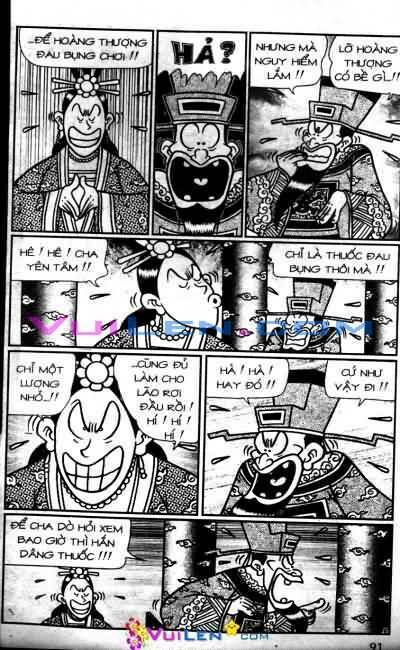 ..ĐỂ HOÀNG THƯỢNG
ĐAU BỤNG CHƠI !!
HẢ?
NHƯNG MÀ
NGUY HIỂM
LẮM !!
LỠ HOÀNG
THƯỢNG
CÓ BỀ GÌ...!!
HÊ ! HÊ ! CHA
YÊN TÂM !!
CHỈ LÀ THUỐC ĐAU
BỤNG THÔI MÀ !!
VUILEN.COM
CHỈ MỘT
LƯỢNG
NHỎ..!!
..CŨNG ĐỦ
LÀM CHO
LÃO RƠI
ĐẦU RỒI !
HÍ ! HÍ !
HÍ !
HÀ ! HÀ !
HAY ĐÓ !!
CỨ NHƯ
VẬY ĐI !!
ĐỂ CHA DÒ HỎI XEM
BAO GIỜ THÌ HẮN
DÂNG THUỐC !!!
91
VUILEN.COM